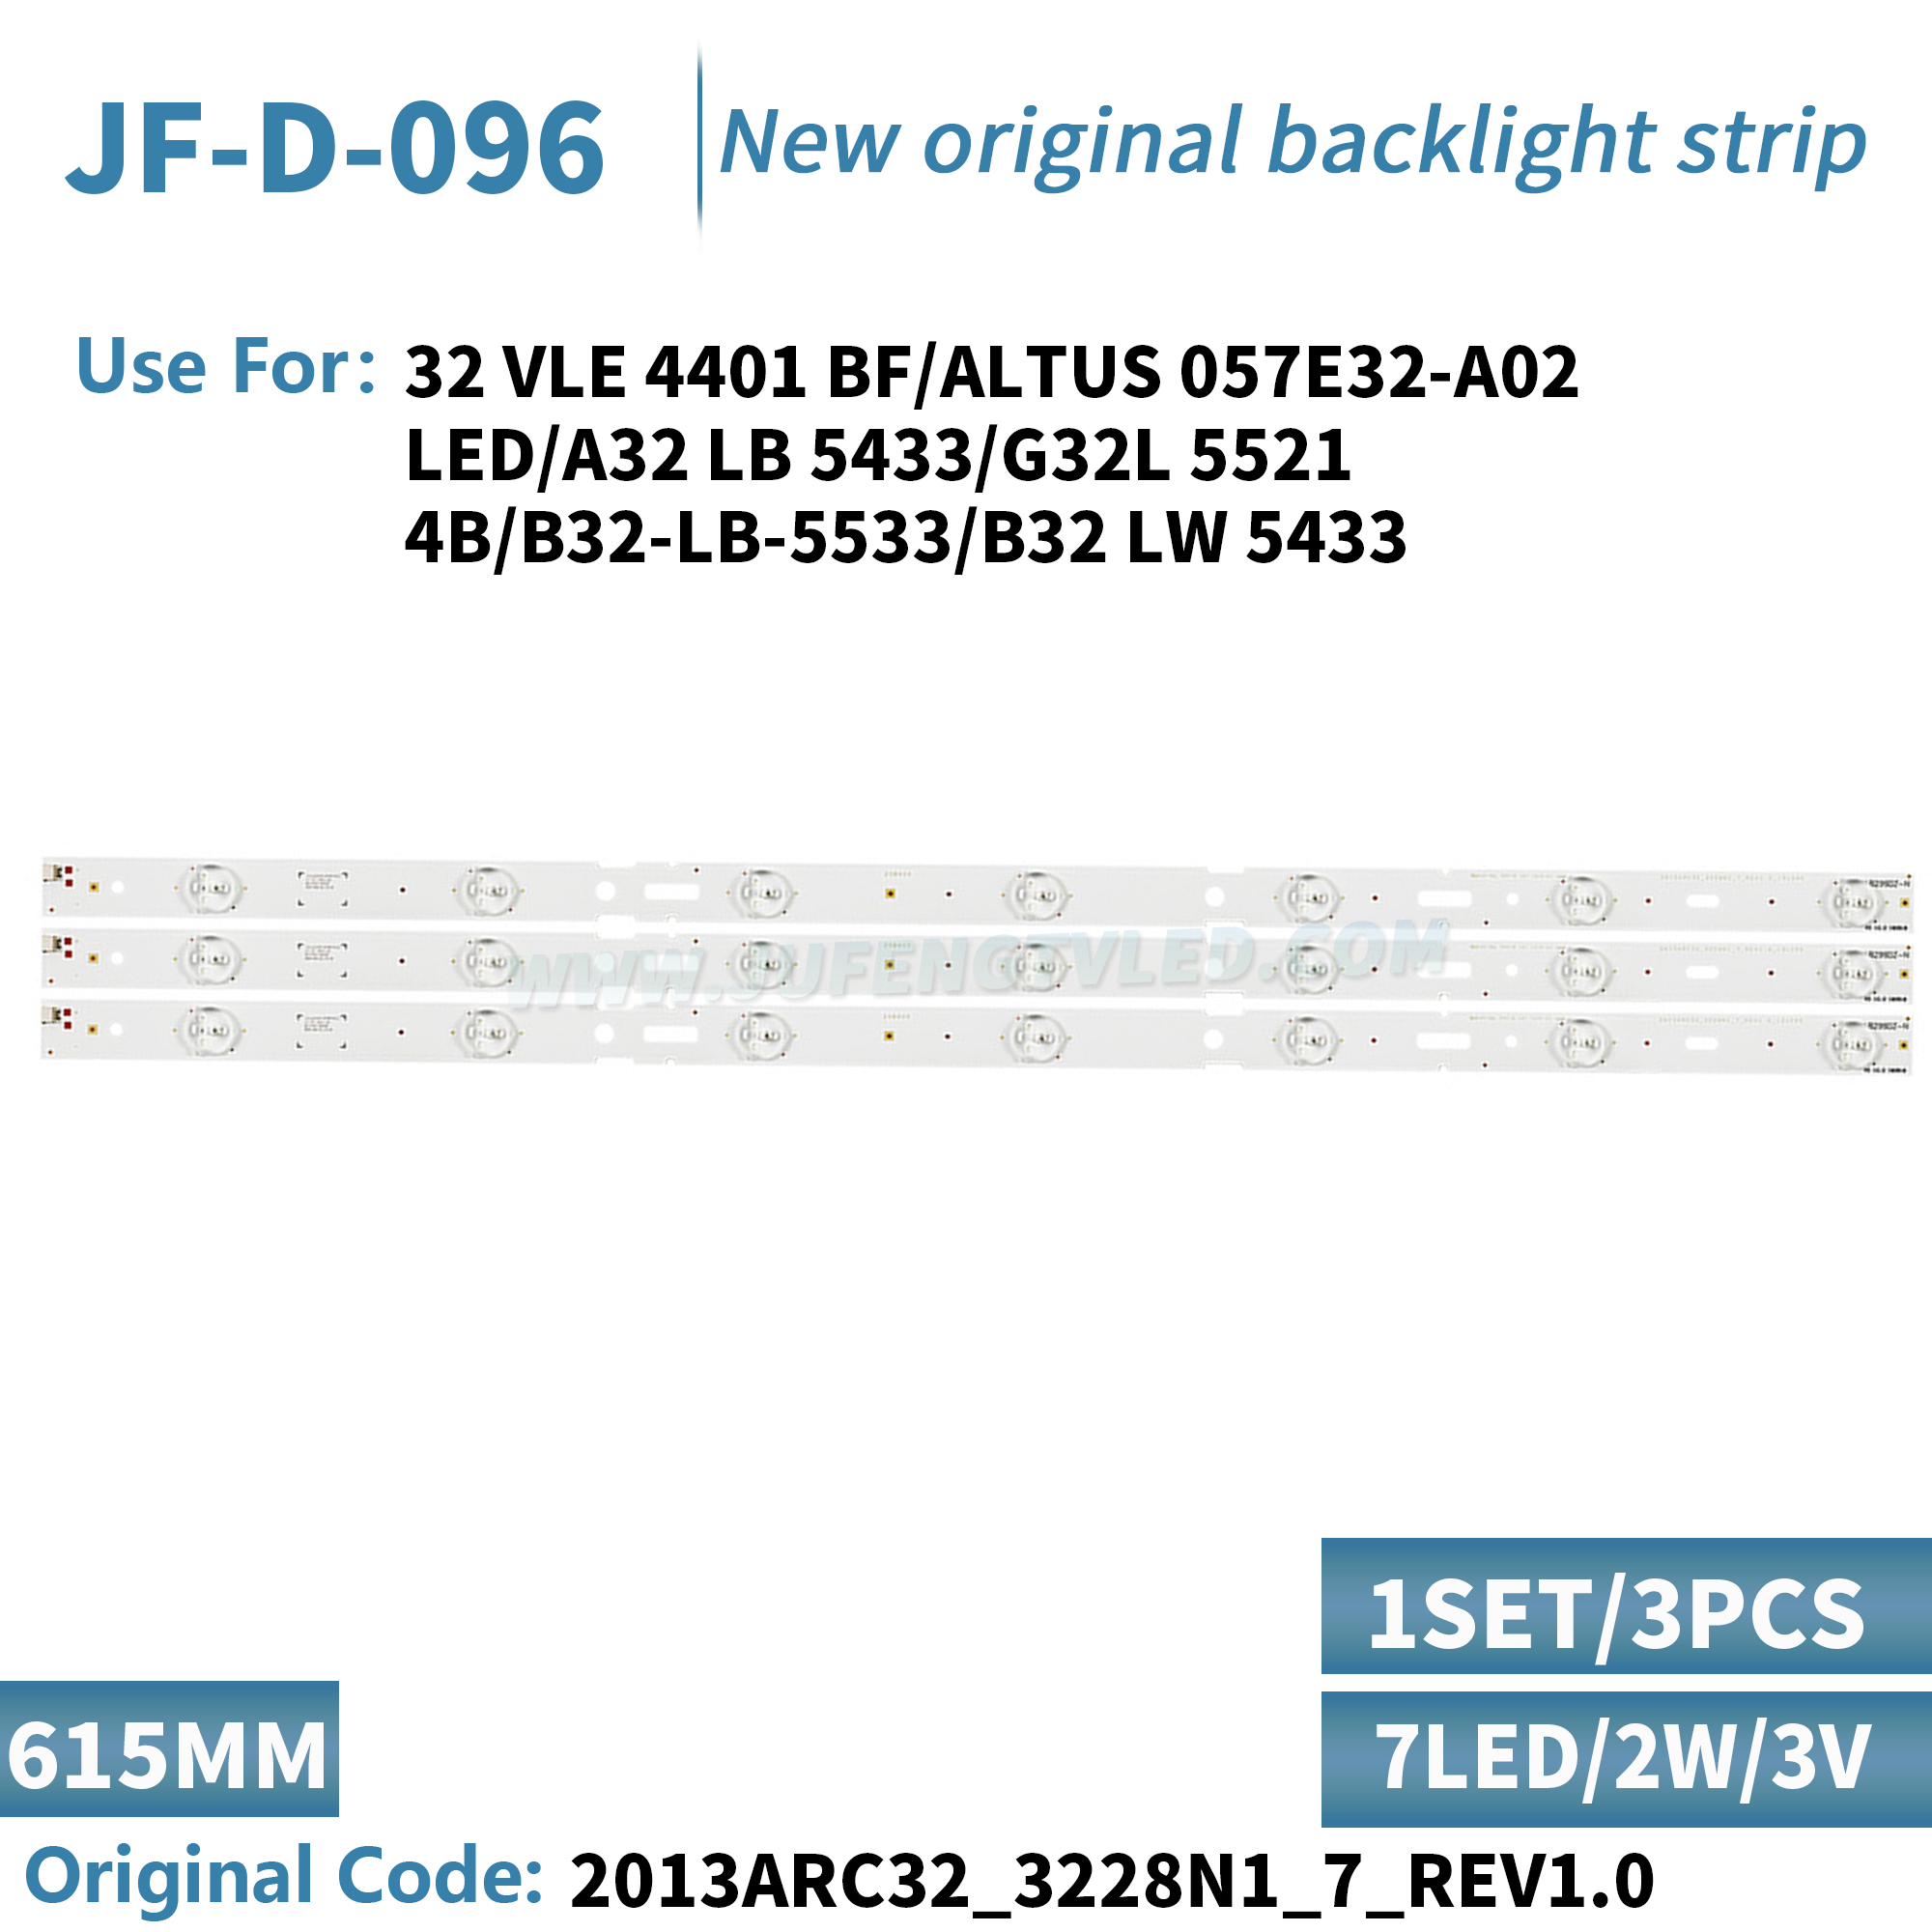 JF-D-096
New original backlight strip
Use For: 32 VLE 4401 BF/ALTUS 057E32-A02
LED/A32 LB 5433/G32L 5521
4B/B32-LB-5533/B32 LW 5433
WWW.JUFENGTVLED.COM
1SET/3PCS
615MM
7LED/2W/3V
Original Code: 2013ARC32_3228N1_7_REV1.0